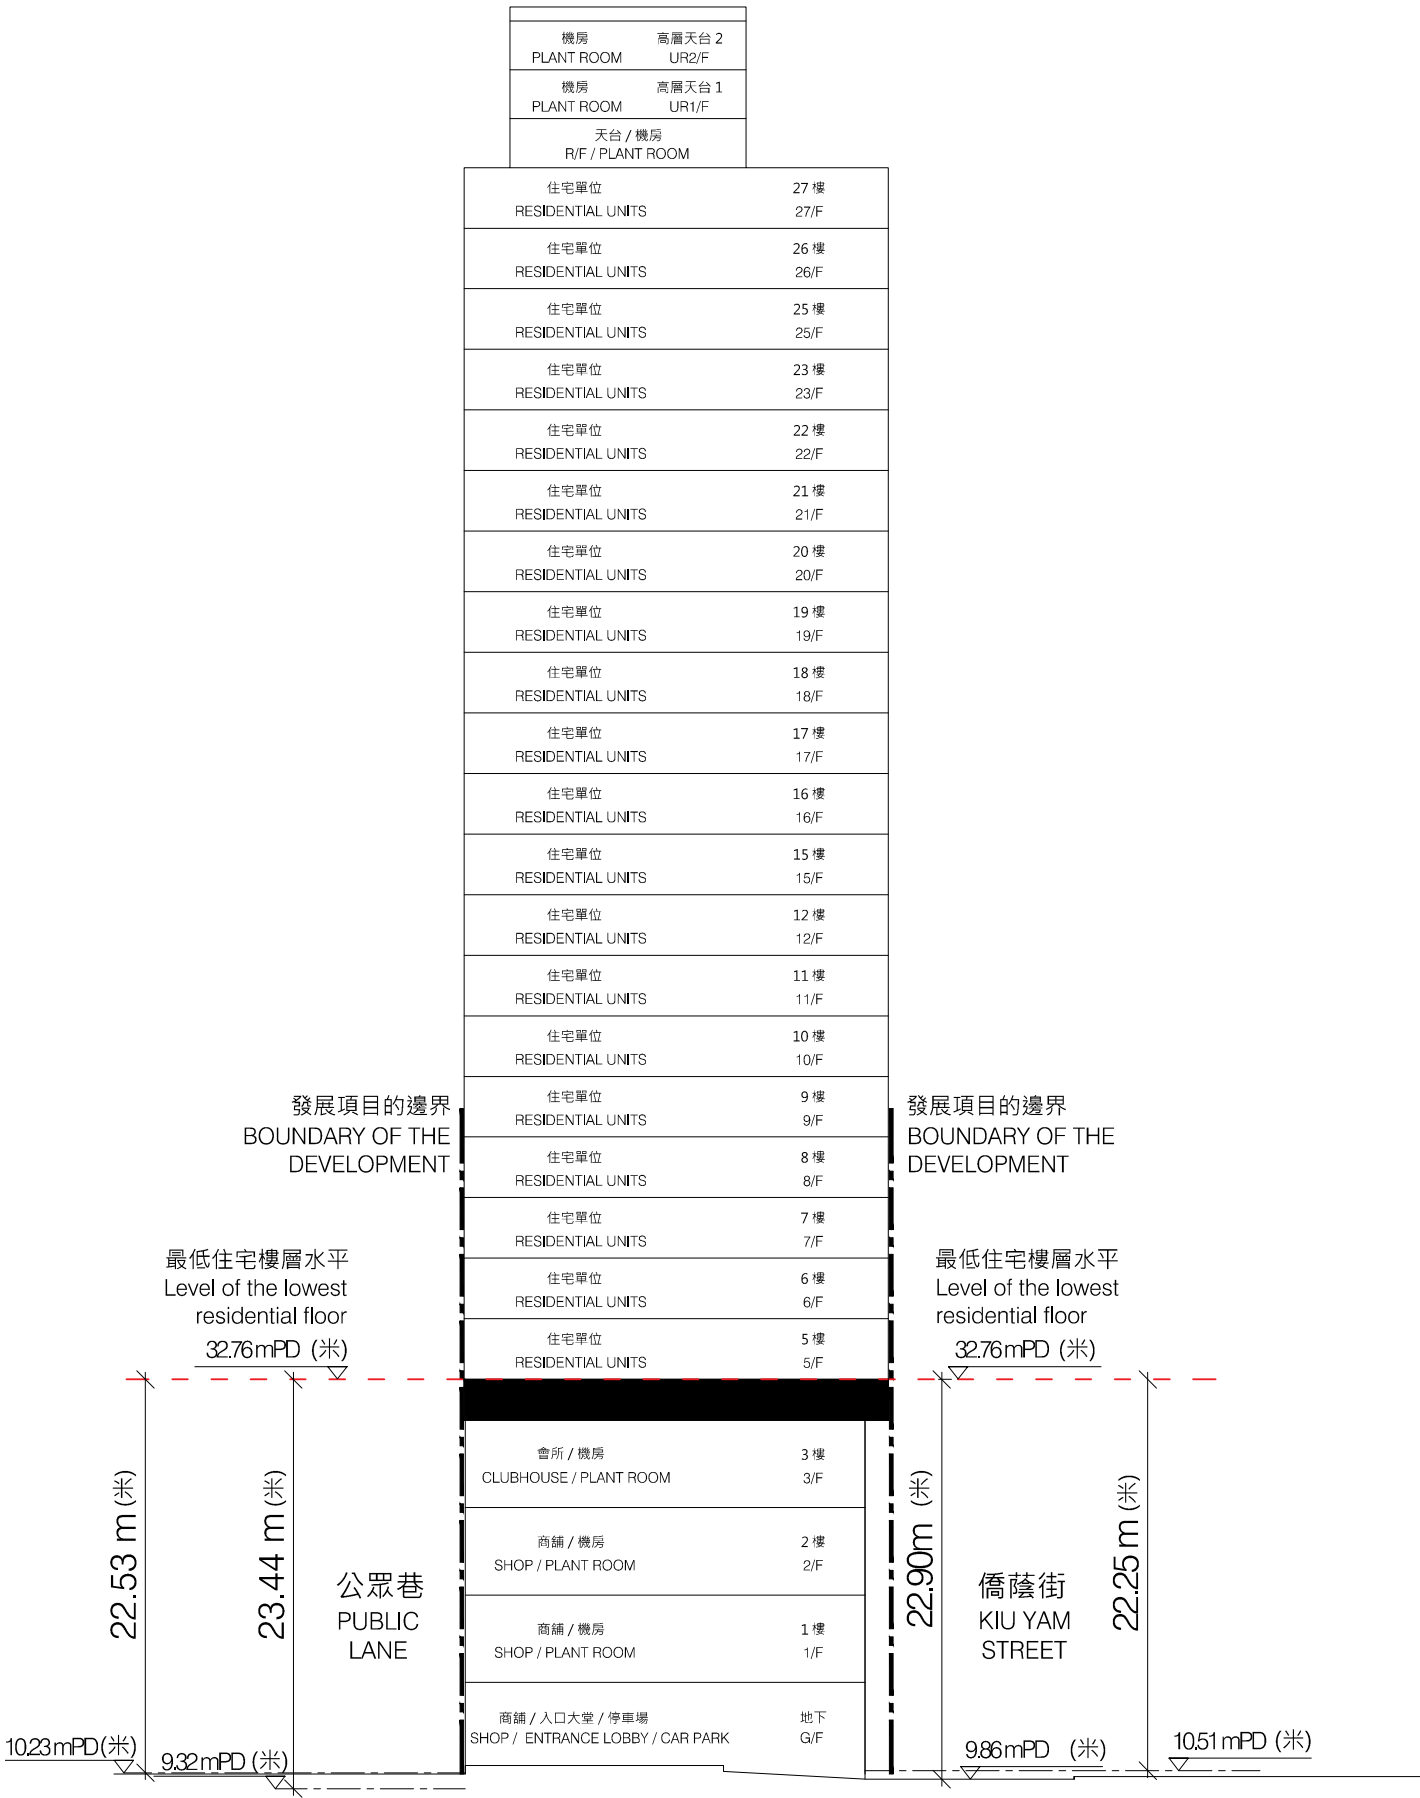 機房 高層天台 2
PLANT ROOM UR2/F
機房 高層天台 1
PLANT ROOM UR1/F
天台 / 機房
R/F / PLANT ROOM
住宅單位 27 樓
RESIDENTIAL UNITS 27/F
住宅單位 26 樓
RESIDENTIAL UNITS 26/F
住宅單位 25 樓
RESIDENTIAL UNITS 25/F
住宅單位 23 樓
RESIDENTIAL UNITS 23/F
住宅單位 22 樓
RESIDENTIAL UNITS 22/F
住宅單位 21 樓
RESIDENTIAL UNITS 21/F
住宅單位 20 樓
RESIDENTIAL UNITS 20/F
住宅單位 19 樓
RESIDENTIAL UNITS 19/F
住宅單位 18 樓
RESIDENTIAL UNITS 18/F
住宅單位 17 樓
RESIDENTIAL UNITS 17/F
住宅單位 16 樓
RESIDENTIAL UNITS 16/F
住宅單位 15 樓
RESIDENTIAL UNITS 15/F
住宅單位 12 樓
RESIDENTIAL UNITS 12/F
住宅單位 11 樓
RESIDENTIAL UNITS 11/F
住宅單位 10 樓
RESIDENTIAL UNITS 10/F
住宅單位 9 樓
RESIDENTIAL UNITS 9/F
住宅單位 8 樓
RESIDENTIAL UNITS 8/F
住宅單位 7 樓
RESIDENTIAL UNITS 7/F
住宅單位 6 樓
RESIDENTIAL UNITS 6/F
住宅單位 5 樓
RESIDENTIAL UNITS 5/F
會所 / 機房 3 樓
CLUBHOUSE / PLANT ROOM 3/F
商舖 / 機房 2 樓
SHOP / PLANT ROOM 2/F
商舖 / 機房 1 樓
SHOP / PLANT ROOM 1/F
商舖 / 入口大堂 / 停車場 地下
SHOP / ENTRANCE LOBBY / CAR PARK G/F
發展項目的邊界
BOUNDARY OF THE
DEVELOPMENT
最低住宅樓層水平
Level of the lowest
residential floor
32.76mPD (米)
22.53 m (米)
23.44 m (米)
公眾巷
PUBLIC
LANE
10.23mPD(米)
9.32mPD (米)
發展項目的邊界
BOUNDARY OF THE
DEVELOPMENT
最低住宅樓層水平
Level of the lowest
residential floor
32.76mPD (米)
22.90m (米)
僑蔭街
KIU YAM
STREET
22.25 m (米)
9.86mPD (米)
10.51 mPD (米)